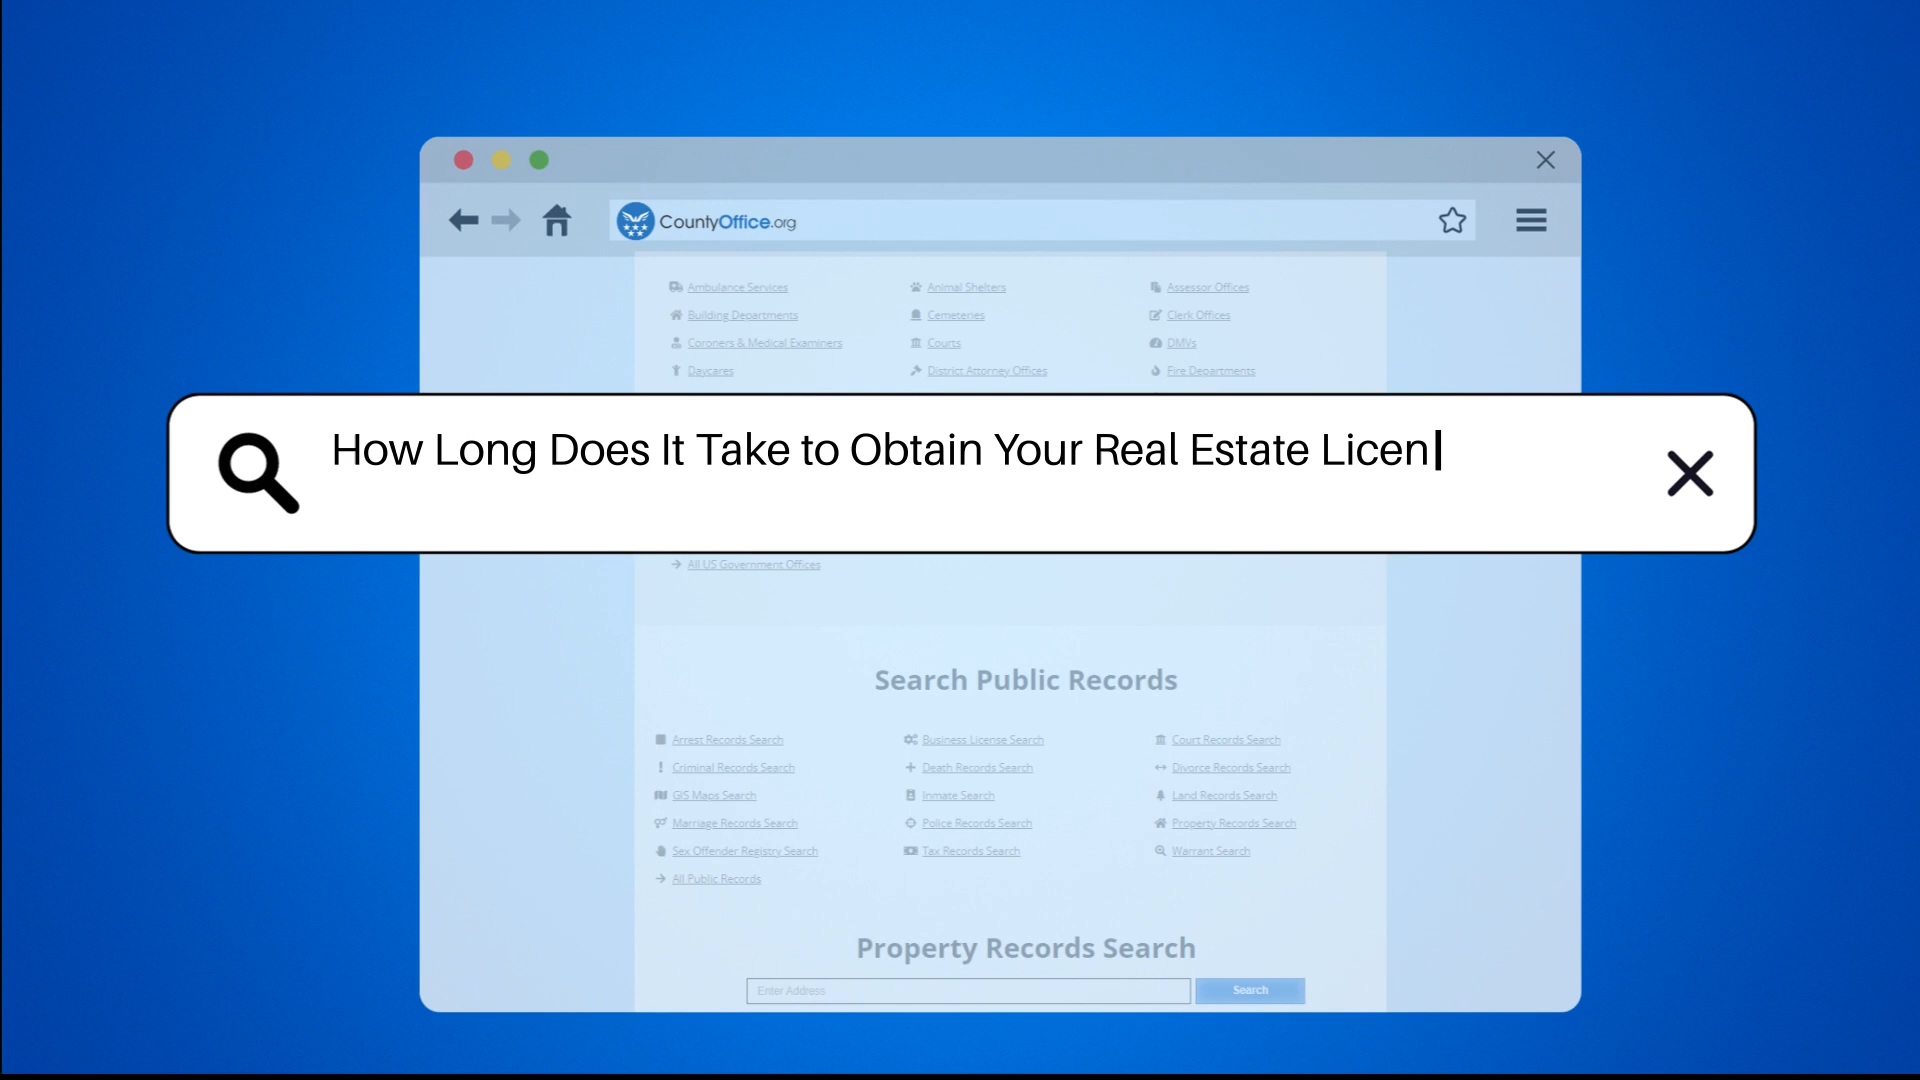 CountyOffice.org
Ambulance Services Animal Shelters Assessor Offices
Building Departments Cemeteries Clerk Offices
Coroners & Medical Examiners Courts DMVs
Daycares District Attorney Offices Fire Departments
How Long Does It Take to Obtain Your Real Estate Licen
All US Government Offices
Search Public Records
Arrest Records Search Business License Search Court Records Search
Criminal Records Search Death Records Search Divorce Records Search
GIS Maps Search Inmate Search Land Records Search
Marriage Records Search Police Records Search Property Records Search
Sex Offender Registry Search Tax Records Search Warrant Search
All Public Records
Property Records Search
Enter Address Search